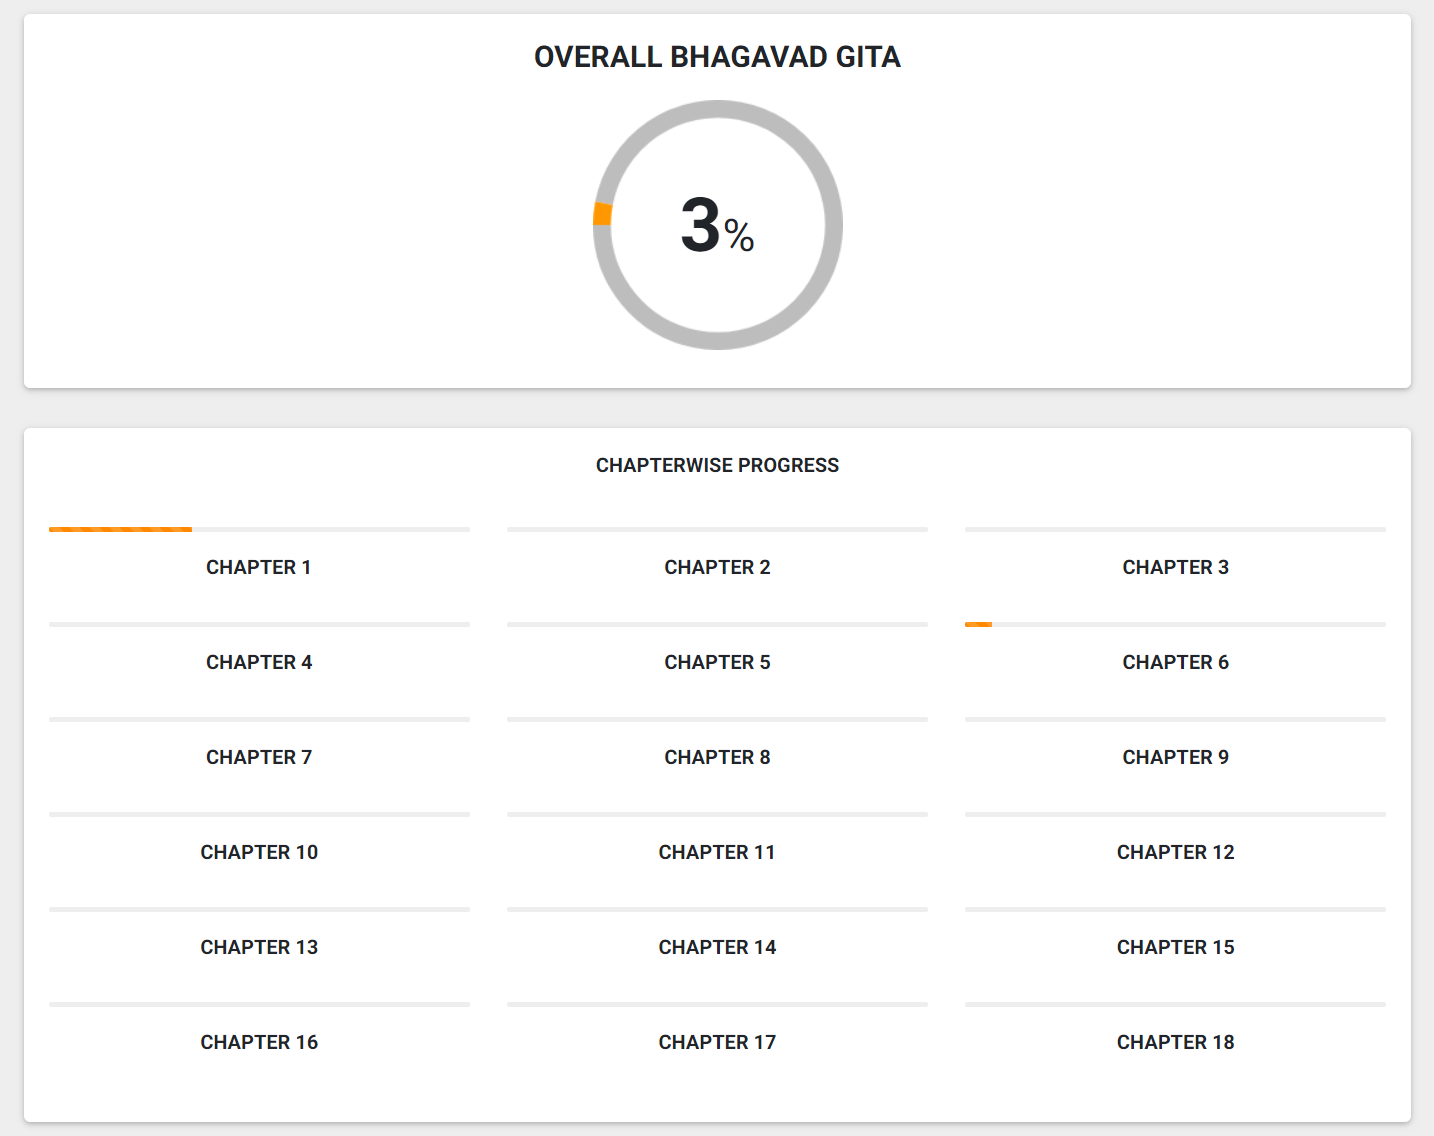 OVERALL BHAGAVAD GITA
3%
CHAPTERWISE PROGRESS
CHAPTER 1
CHAPTER 2
CHAPTER 3
CHAPTER 4
CHAPTER 5
CHAPTER 6
CHAPTER 7
CHAPTER 8
CHAPTER 9
CHAPTER 10
CHAPTER 11
CHAPTER 12
CHAPTER 13
CHAPTER 14
CHAPTER 15
CHAPTER 16
CHAPTER 17
CHAPTER 18